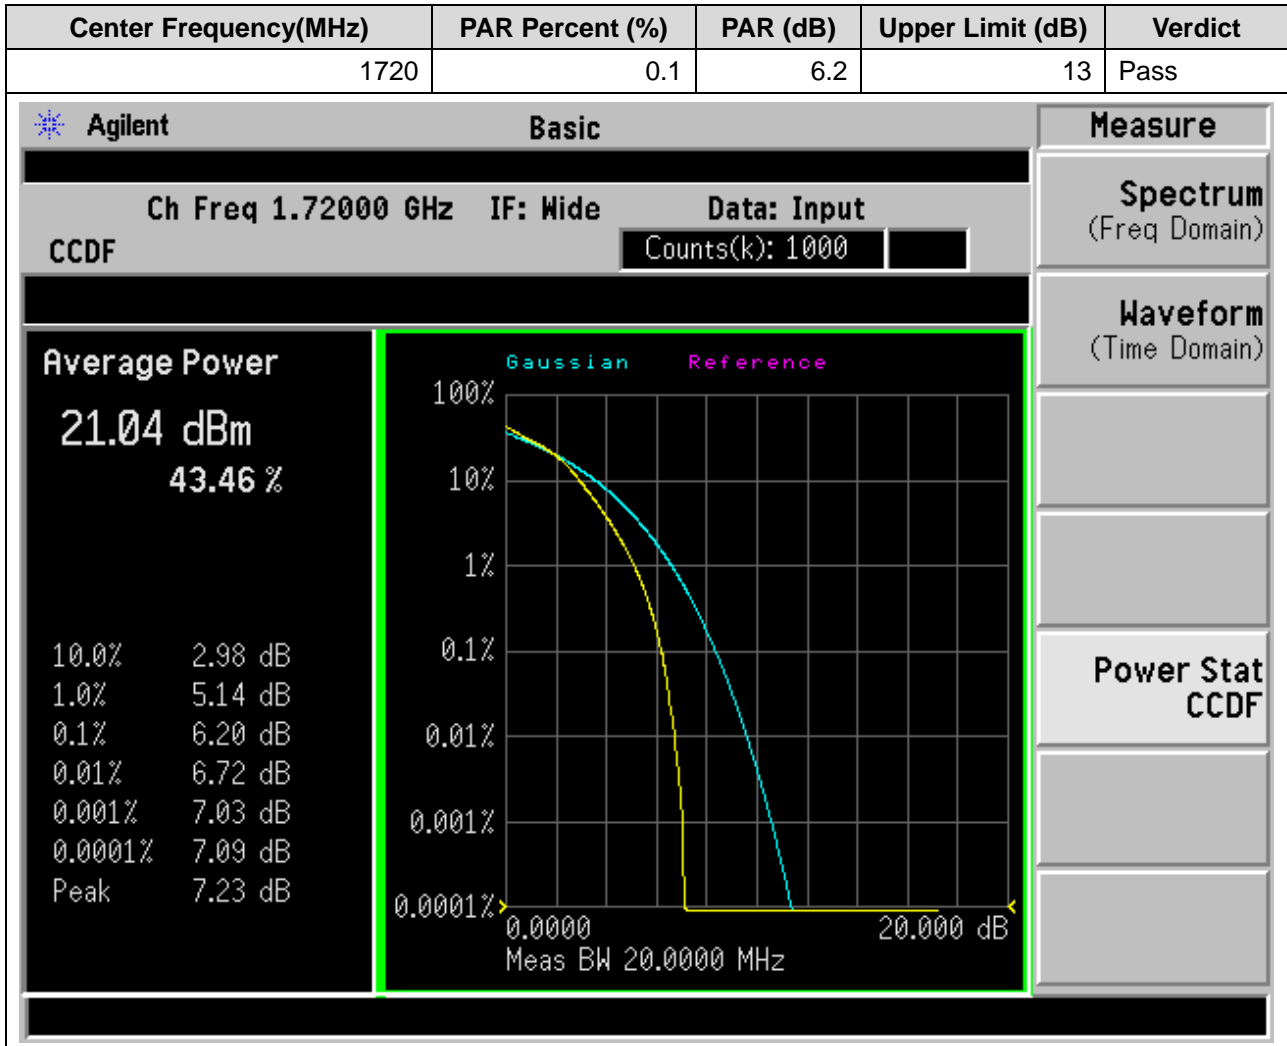 Center Frequency(MHz) PAR Percent (%) PAR (dB) Upper Limit (dB) Verdict
1720 0.1 6.2 13 Pass
Agilent Basic Measure
Ch Freq 1.72000 GHz IF: Wide Data: Input
CCDF Counts(k): 1000
Spectrum
(Freq Domain)
Waveform
(Time Domain)
Power Stat
CCDF
Average Power
21.04 dBm
43.46 %
10.0% 2.98 dB
1.0% 5.14 dB
0.1% 6.20 dB
0.01% 6.72 dB
0.001% 7.03 dB
0.0001% 7.09 dB
Peak 7.23 dB
Gaussian Reference
100%
10%
1%
0.1%
0.01%
0.001%
0.0001%
0.0000 20.000 dB
Meas BW 20.0000 MHz